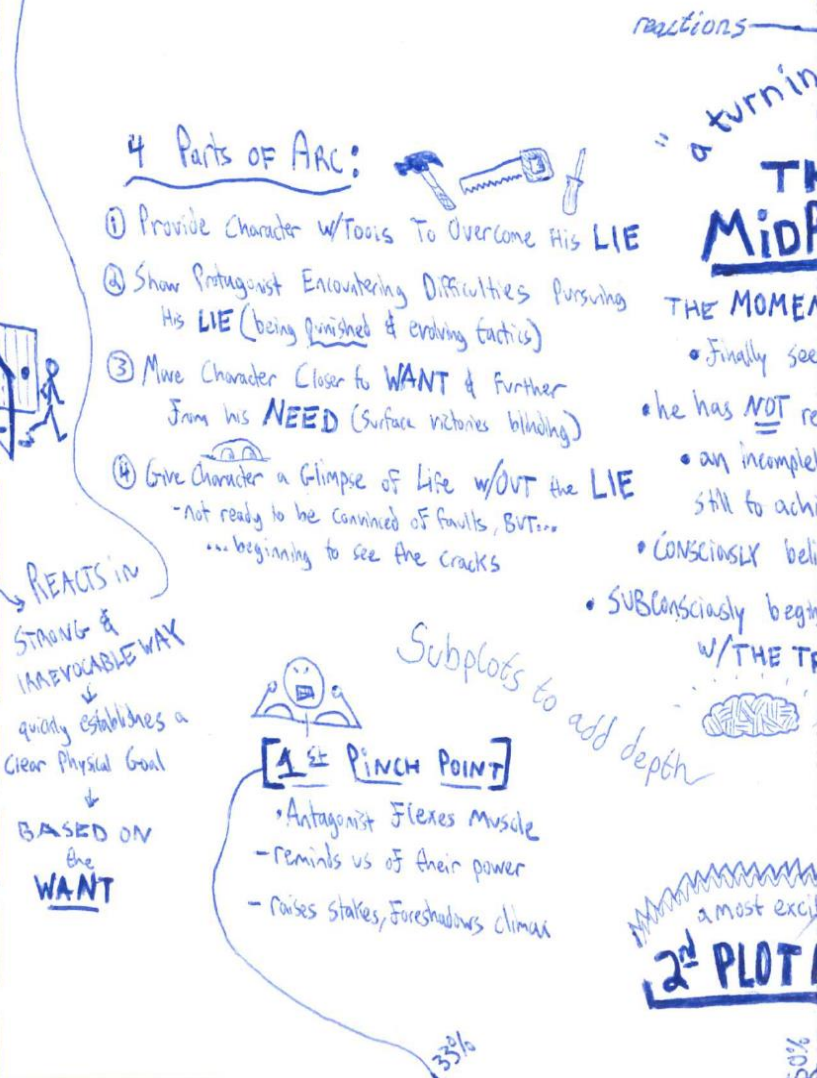 reactions
4 Parts OF ARC:
① Provide Character w/Tools To Overcome His LIE
② Show Protagonist Encountering Difficulties Pursuing
His LIE (being punished & evolving tactics)
③ Move Character Closer to WANT & Further
From his NEED (Surface victories blinding)
④ Give Character a Glimpse of Life w/OUT the LIE
-not ready to be convinced of faults, BUT...
...beginning to see the cracks
REACTS in
STRONG &
IRREVOCABLE WAY
quickly establishes a
Clear Physical Goal
BASED ON
the
WANT
Subplots to add depth
[1st PINCH POINT]
• Antagonist Flexes Muscle
- reminds us of their power
- raises stakes, Foreshadows climax
33%
"a turnin
TH
MiDP
THE MOMEN
• Finally see
• he has NOT re
• an incomplet
still to achi
• CONSCIASLY beli
• SUBConsciasly begin
W/THE TR
a most exci
2nd PLOT
50%